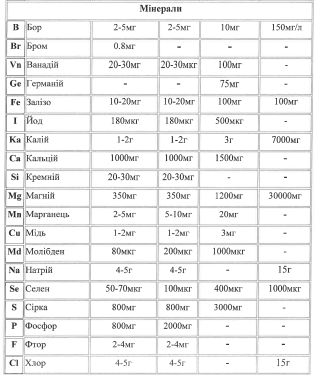 Мінерали
B Бор 2-5мг 2-5мг 10мг 150мг/л
Br Бром 0.8мг - - -
Vn Ванадій 20-30мг 20-30мкг 100мг -
Ge Германій - - 75мг -
Fe Залізо 10-20мг 10-20мг 100мг 100мг
I Йод 180мкг 180мкг 500мкг -
Ka Калій 1-2г 1-2г 3г 7000мг
Ca Кальцій 1000мг 1000мг 1500мг -
Si Кремній 20-30мг 20-30мг - -
Mg Магній 350мг 350мг 1200мг 30000мг
Mn Марганець 2-5мг 5-10мг 20мг -
Cu Мідь 1-2мг 1-2мг 3мг -
Md Молібден 80мкг 200мкг 1000мкг -
Na Натрій 4-5г 4-5г - 15г
Se Селен 50-70мкг 100мкг 400мкг 1000мкг
S Сірка 800мг 800мг 3000мг -
P Фосфор 800мг 2000мг - -
F Фтор 2-4мг 2-4мг - -
Cl Хлор 4-5г 4-5г - 15г